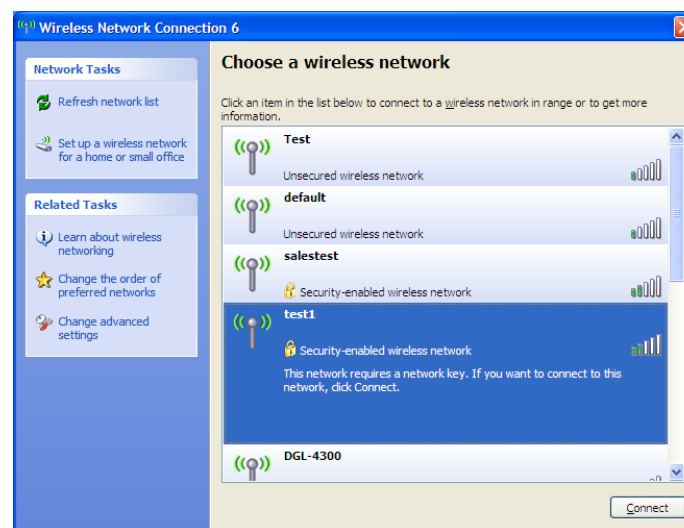 Wireless Network Connection 6
Network Tasks
Refresh network list
Set up a wireless network
for a home or small office
Related Tasks
Learn about wireless
networking
Change the order of
preferred networks
Change advanced
settings
Choose a wireless network
Click an item in the list below to connect to a wireless network in range or to get more
information.
Test
Unsecured wireless network
default
Unsecured wireless network
salestest
Security-enabled wireless network
test1
Security-enabled wireless network
This network requires a network key. If you want to connect to this
network, click Connect.
DGL-4300
Connect